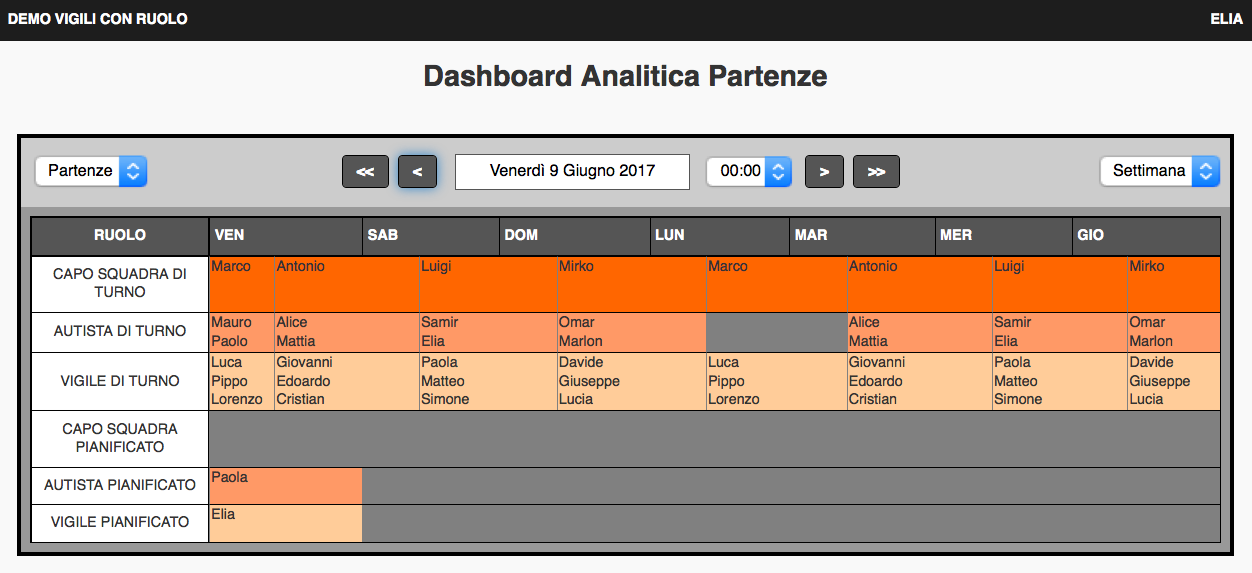 DEMO VIGILI CON RUOLO ELIA
Dashboard Analitica Partenze
Partenze << < Venerdì 9 Giugno 2017 00:00 > >> Settimana
RUOLO VEN SAB DOM LUN MAR MER GIO
CAPO SQUADRA DI
TURNO
Marco Antonio Luigi Mirko Marco Antonio Luigi Mirko
AUTISTA DI TURNO
Mauro Alice Samir Omar Alice Samir Omar
Paolo Mattia Elia Marlon Mattia Elia Marlon
VIGILE DI TURNO
Luca Giovanni Paola Davide Luca Giovanni Paola Davide
Pippo Edoardo Matteo Giuseppe Pippo Edoardo Matteo Giuseppe
Lorenzo Cristian Simone Lucia Lorenzo Cristian Simone Lucia
CAPO SQUADRA
PIANIFICATO
AUTISTA PIANIFICATO Paola
VIGILE PIANIFICATO Elia